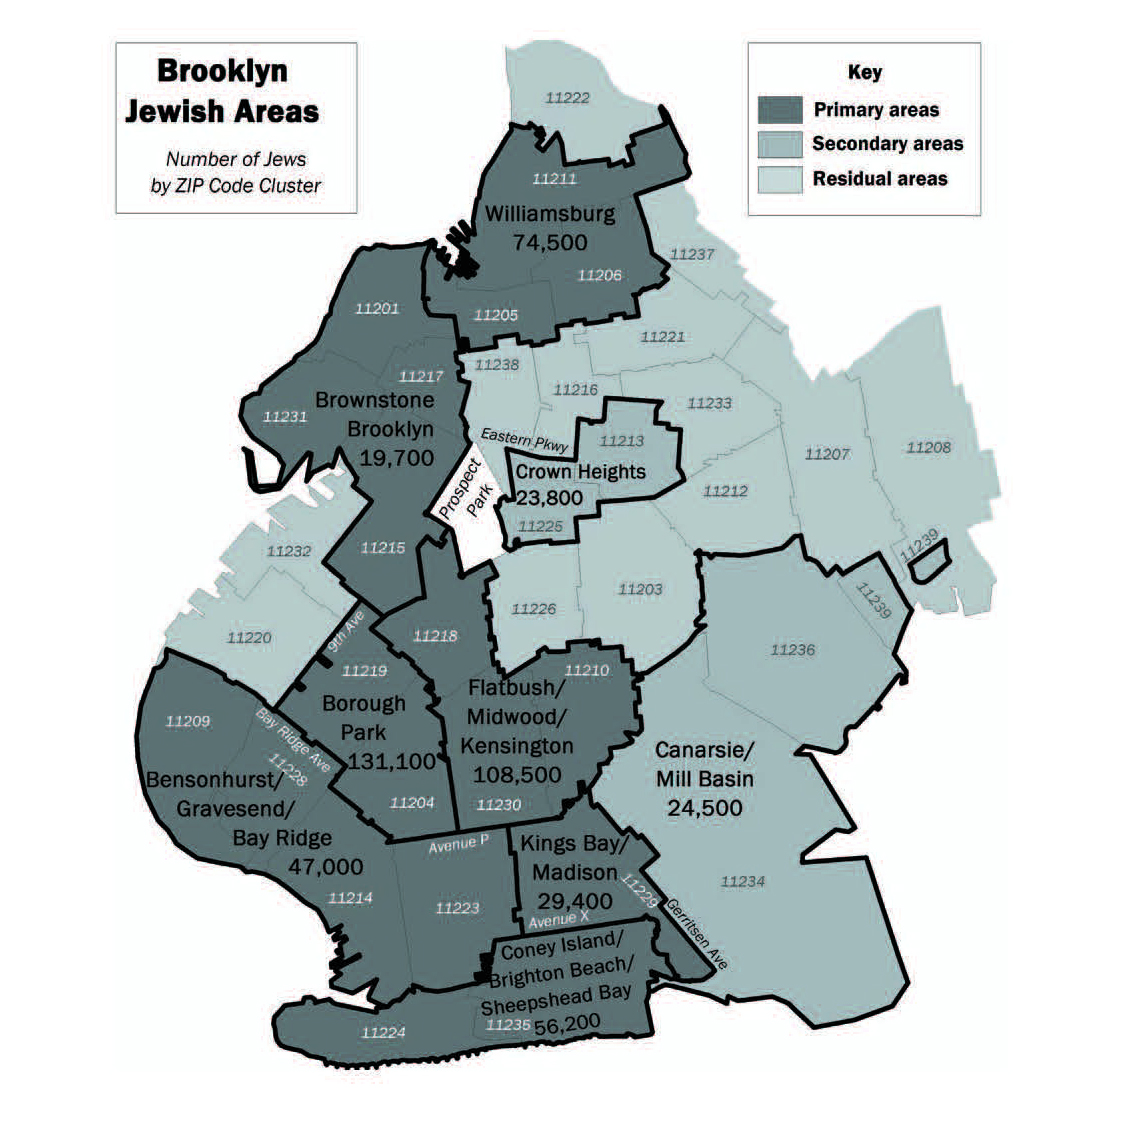 Brooklyn
Jewish Areas
Number of Jews
by ZIP Code Cluster
Key
Primary areas
Secondary areas
Residual areas
11222
11211
Williamsburg
74,500
11237
11206
11201
11205
11221
11238
11217
11216
11233
Brownstone
11231
Brooklyn
19,700
Eastern Pkwy
11213
11207
11208
Crown Heights
23,800
Prospect
Park
11212
11225
11232
11215
11239
11203
11226
11239
11220
9th Ave
11218
11236
11219
11210
Flatbush/
Midwood/
Kensington
108,500
Borough
Park
131,100
11209
Bay Ridge Ave
11228
Canarsie/
Mill Basin
24,500
Bensonhurst/
Gravesend/
Bay Ridge
47,000
11204
11230
Avenue P
Kings Bay/
Madison
29,400
11229
11234
11214
11223
Avenue X
Gerritsen Ave
Coney Island/
Brighton Beach/
Sheepshead Bay
56,200
11224
11235